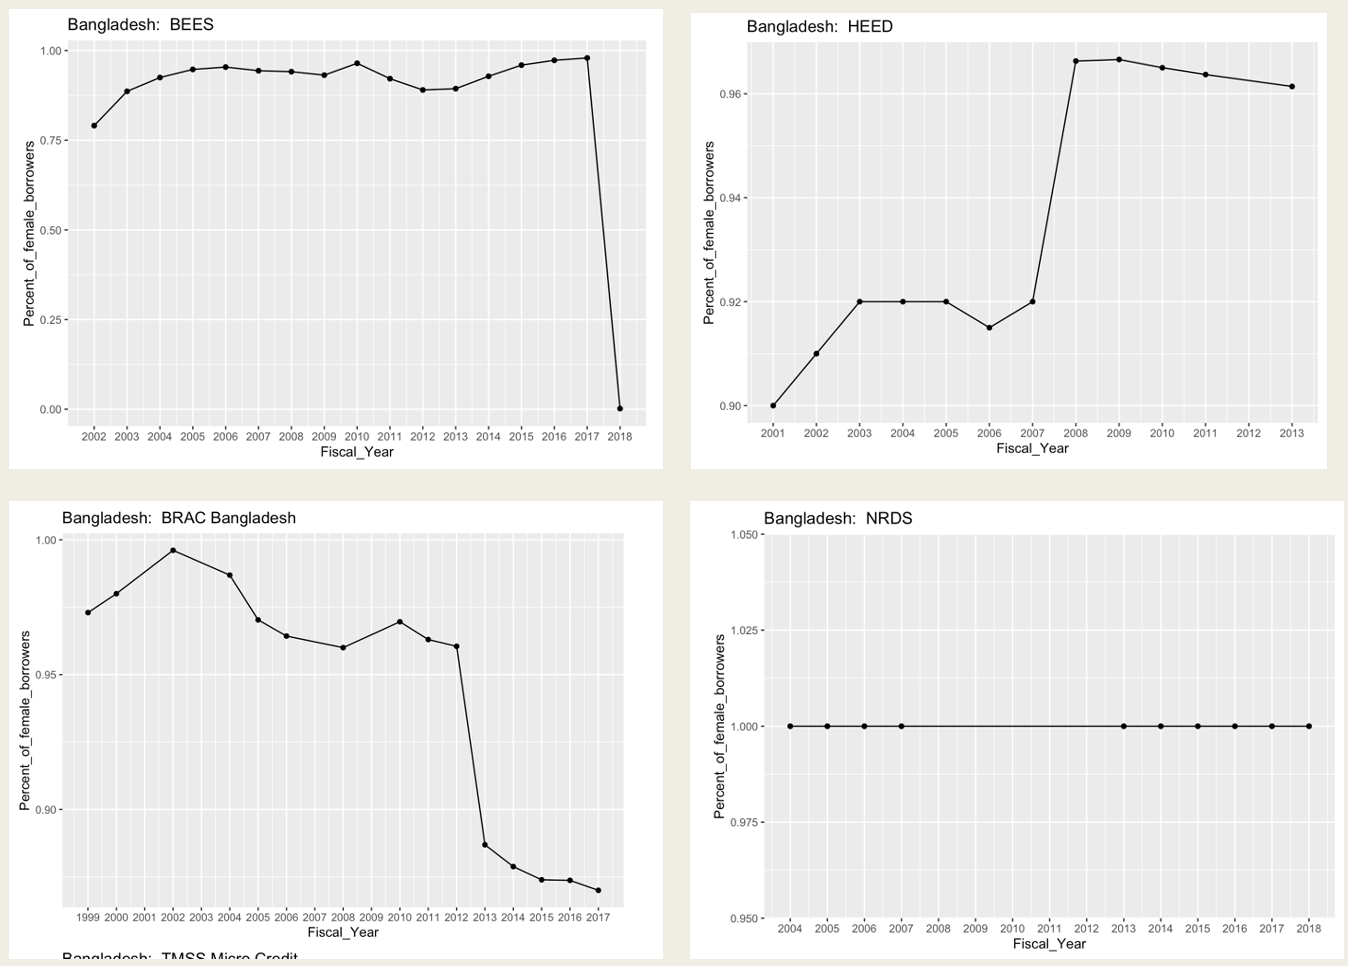 Bangladesh:  BEES
1.00
0.75
0.50
0.25
0.00
Percent_of_female_borrowers
2002 2003 2004 2005 2006 2007 2008 2009 2010 2011 2012 2013 2014 2015 2016 2017 2018
Fiscal_Year
Bangladesh:  HEED
0.96
0.94
0.92
0.90
Percent_of_female_borrowers
2001 2002 2003 2004 2005 2006 2007 2008 2009 2010 2011 2012 2013
Fiscal_Year
Bangladesh:  BRAC Bangladesh
1.00
0.95
0.90
Percent_of_female_borrowers
1999 2000 2001 2002 2003 2004 2005 2006 2007 2008 2009 2010 2011 2012 2013 2014 2015 2016 2017
Fiscal_Year
Bangladesh:  TMSS Micro Credit
Bangladesh:  NRDS
1.050
1.025
1.000
0.975
0.950
Percent_of_female_borrowers
2004 2005 2006 2007 2008 2009 2010 2011 2012 2013 2014 2015 2016 2017 2018
Fiscal_Year